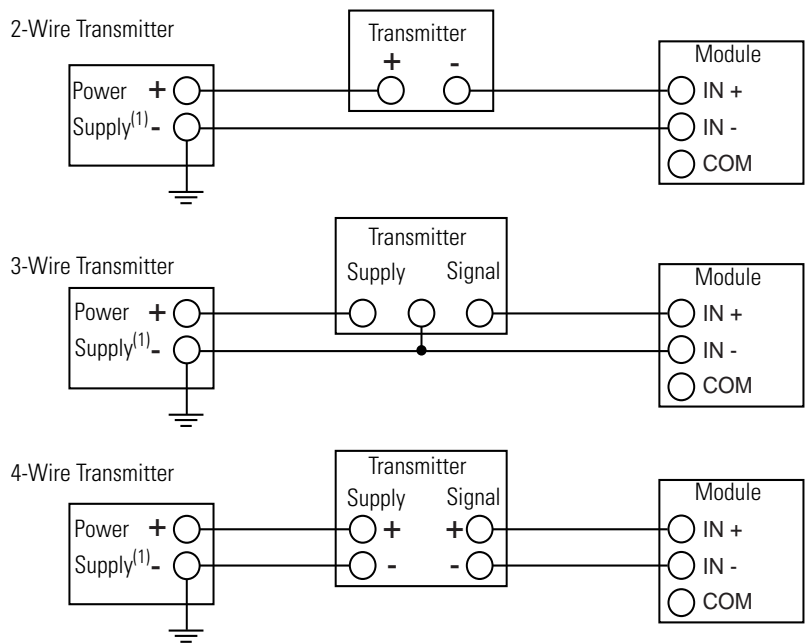 2-Wire Transmitter
Transmitter
+ -
Module
Power +
Supply(1) -
IN +
IN -
COM
3-Wire Transmitter
Transmitter
Supply Signal
Module
Power +
Supply(1) -
IN +
IN -
COM
4-Wire Transmitter
Transmitter
Supply Signal
Module
Power +
Supply(1) -
+ +
- -
IN +
IN -
COM